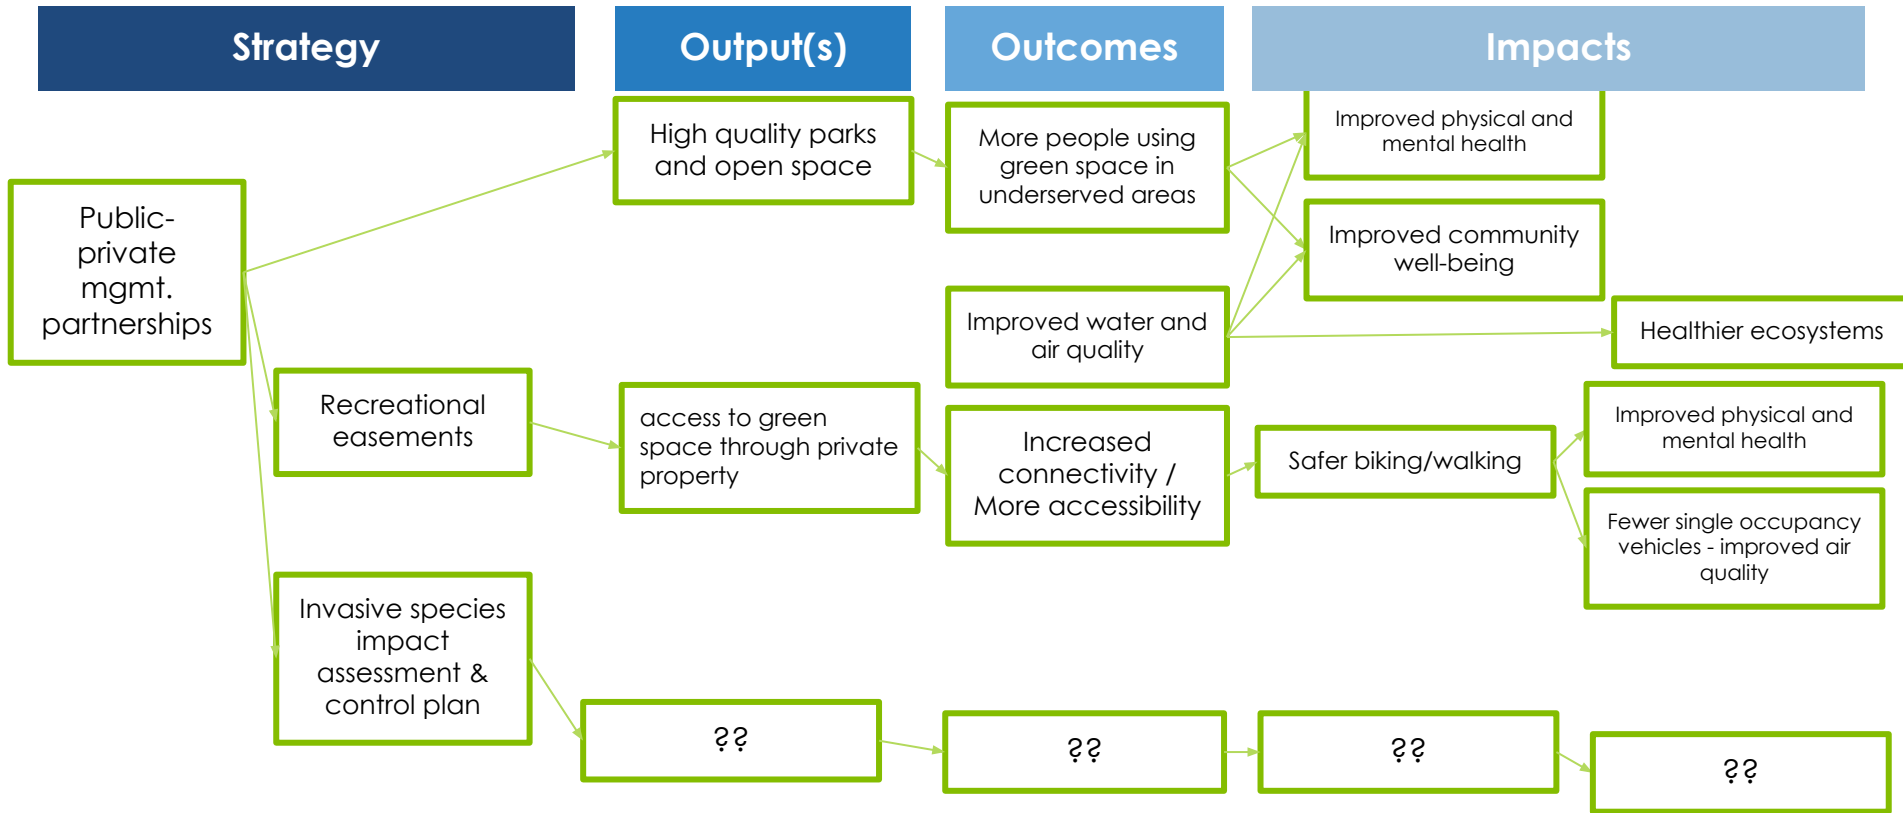 Strategy
Output(s)
Outcomes
Impacts
Public-
private
mgmt.
partnerships
High quality parks
and open space
More people using
green space in
underserved areas
Improved physical and
mental health
Improved community
well-being
Improved water and
air quality
Healthier ecosystems
Recreational
easements
access to green
space through private
property
Increased
connectivity /
More accessibility
Safer biking/walking
Improved physical and
mental health
Fewer single occupancy
vehicles - improved air
quality
Invasive species
impact
assessment &
control plan
??
??
??
??